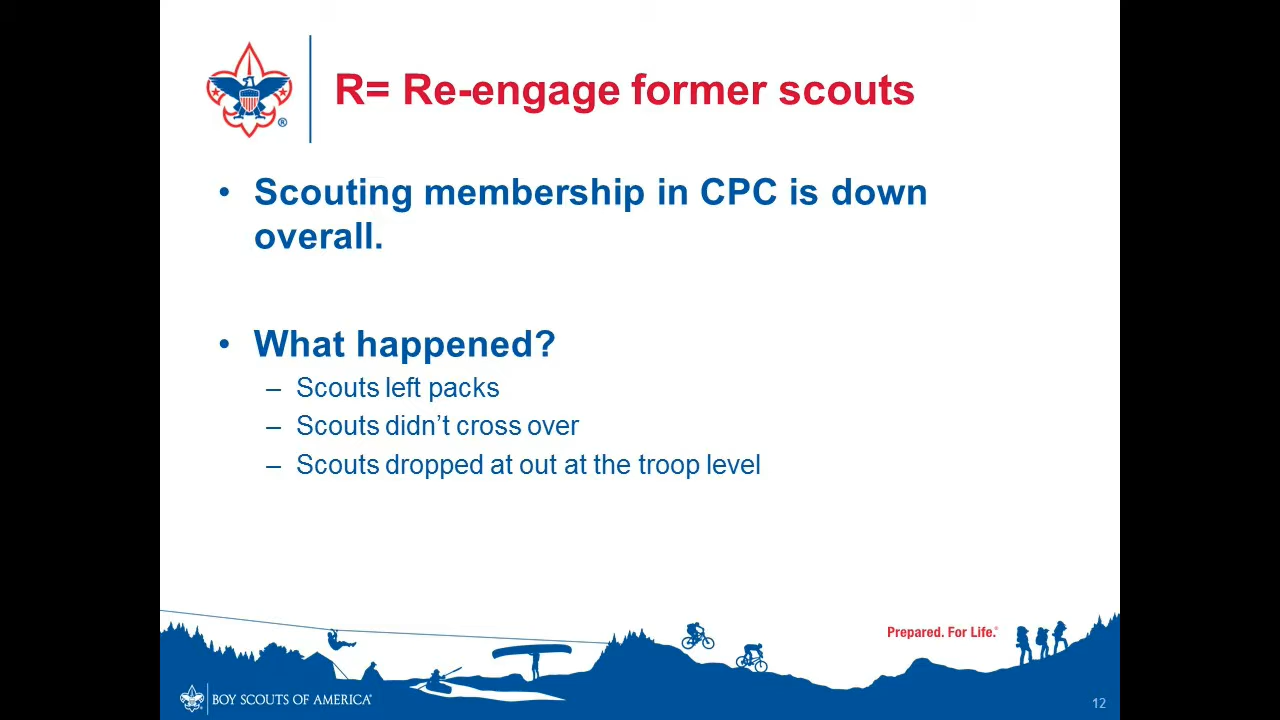 R= Re-engage former scouts
• Scouting membership in CPC is down
overall.
• What happened?
– Scouts left packs
– Scouts didn’t cross over
– Scouts dropped at out at the troop level
Prepared. For Life.®
BOY SCOUTS OF AMERICA®
12